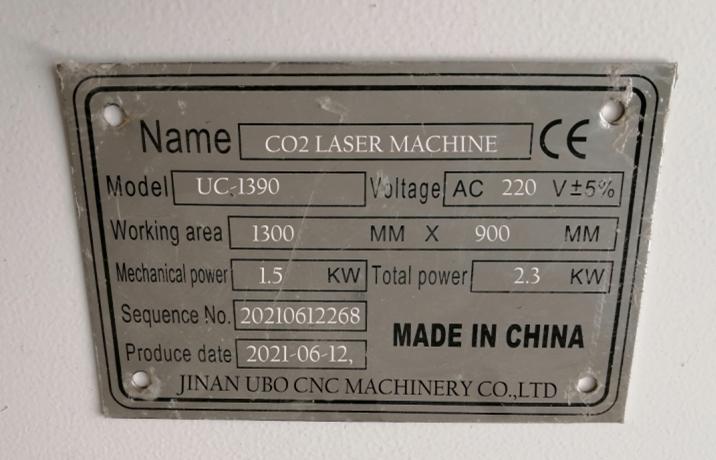 Name CO2 LASER MACHINE CE
Model UC-1390 Voltage AC 220 V±5%
Working area 1300 MM X 900 MM
Mechanical power 1.5 KW Total power 2.3 KW
Sequence No. 20210612268
MADE IN CHINA
Produce date 2021-06-12,
JINAN UBO CNC MACHINERY CO.,LTD